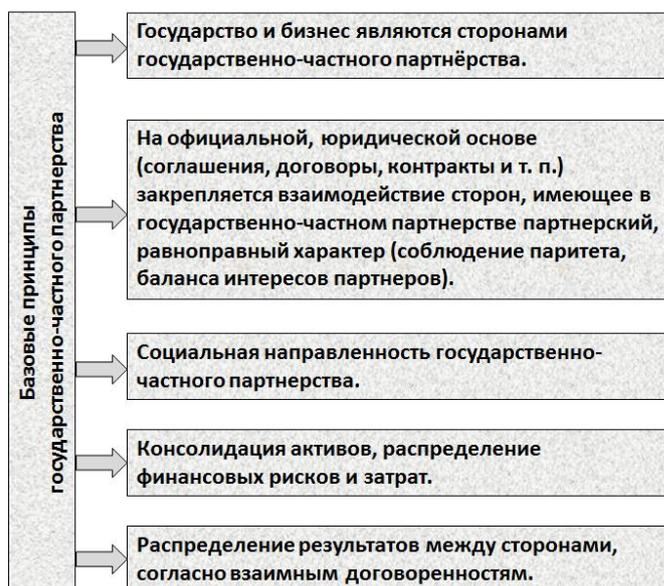 Базовые принципы
государственно-частного партнерства
Государство и бизнес являются сторонами
государственно-частного партнёрства.
На официальной, юридической основе
(соглашения, договоры, контракты и т. п.)
закрепляется взаимодействие сторон, имеющее в
государственно-частном партнерстве партнерский,
равноправный характер (соблюдение паритета,
баланса интересов партнеров).
Социальная направленность государственно-
частного партнерства.
Консолидация активов, распределение
финансовых рисков и затрат.
Распределение результатов между сторонами,
согласно взаимным договоренностям.